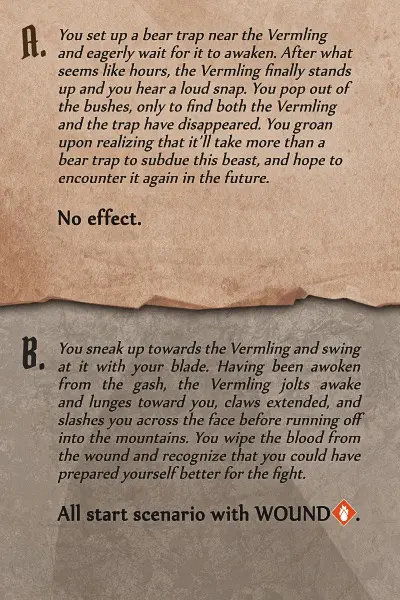 A.
You set up a bear trap near the Vermling
and eagerly wait for it to awaken. After what
seems like hours, the Vermling finally stands
up and you hear a loud snap. You pop out of
the bushes, only to find both the Vermling
and the trap have disappeared. You groan
upon realizing that it'll take more than a
bear trap to subdue this beast, and hope to
encounter it again in the future.
No effect.
B.
You sneak up towards the Vermling and swing
at it with your blade. Having been awoken
from the gash, the Vermling jolts awake
and lunges toward you, claws extended, and
slashes you across the face before running off
into the mountains. You wipe the blood from
the wound and recognize that you could have
prepared yourself better for the fight.
All start scenario with WOUND.